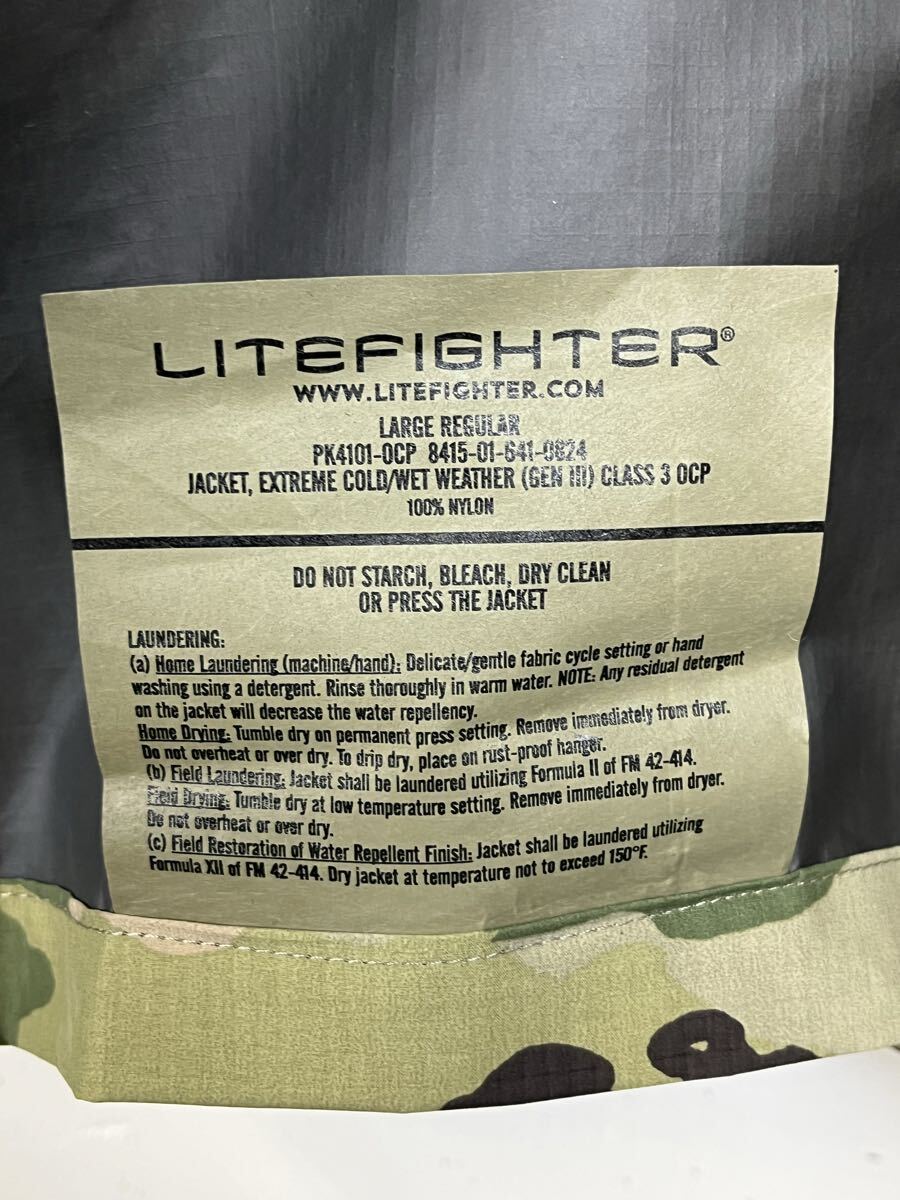 LITEFIGHTER®
WWW.LITEFIGHTER.COM
LARGE REGULAR
PK4101-OCP 8415-01-641-0824
JACKET, EXTREME COLD/WET WEATHER (GEN III) CLASS 3 OCP
100% NYLON
DO NOT STARCH, BLEACH, DRY CLEAN
OR PRESS THE JACKET
LAUNDERING:
(a) Home Laundering (machine/hand): Delicate/gentle fabric cycle setting or hand
washing using a detergent. Rinse thoroughly in warm water. NOTE: Any residual detergent
on the jacket will decrease the water repellency.
Home Drying: Tumble dry on permanent press setting. Remove immediately from dryer.
Do not overheat or over dry. To drip dry, place on rust-proof hanger.
(b) Field Laundering: Jacket shall be laundered utilizing Formula II of FM 42-414.
Field Drying: Tumble dry at low temperature setting. Remove immediately from dryer.
Do not overheat or over dry.
(c) Field Restoration of Water Repellent Finish: Jacket shall be laundered utilizing
Formula XII of FM 42-414. Dry jacket at temperature not to exceed 150°F.